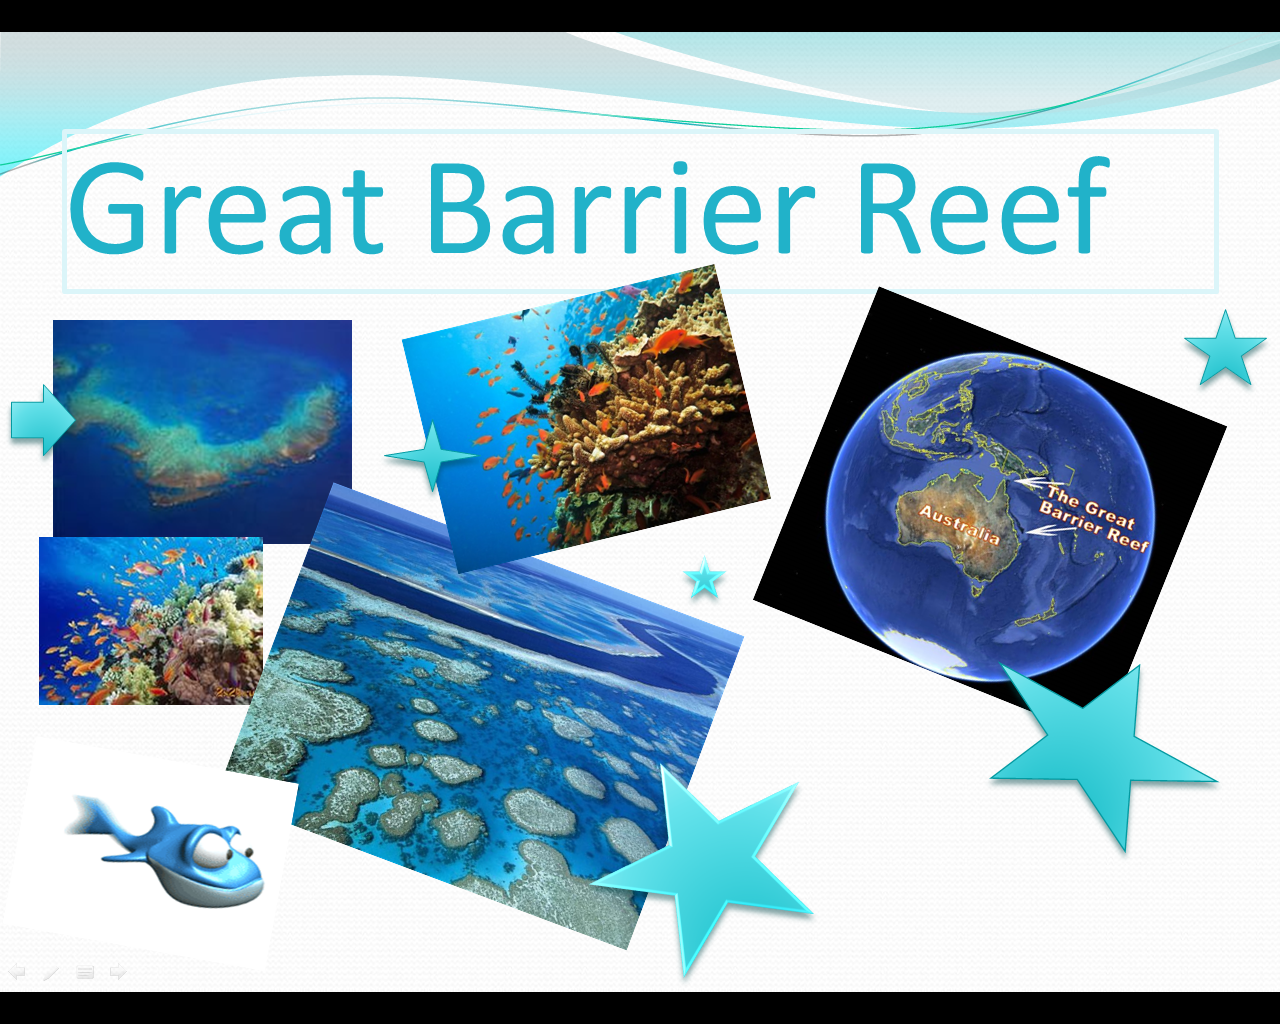 Great Barrier Reef
Australia
The Great
Barrier Reef